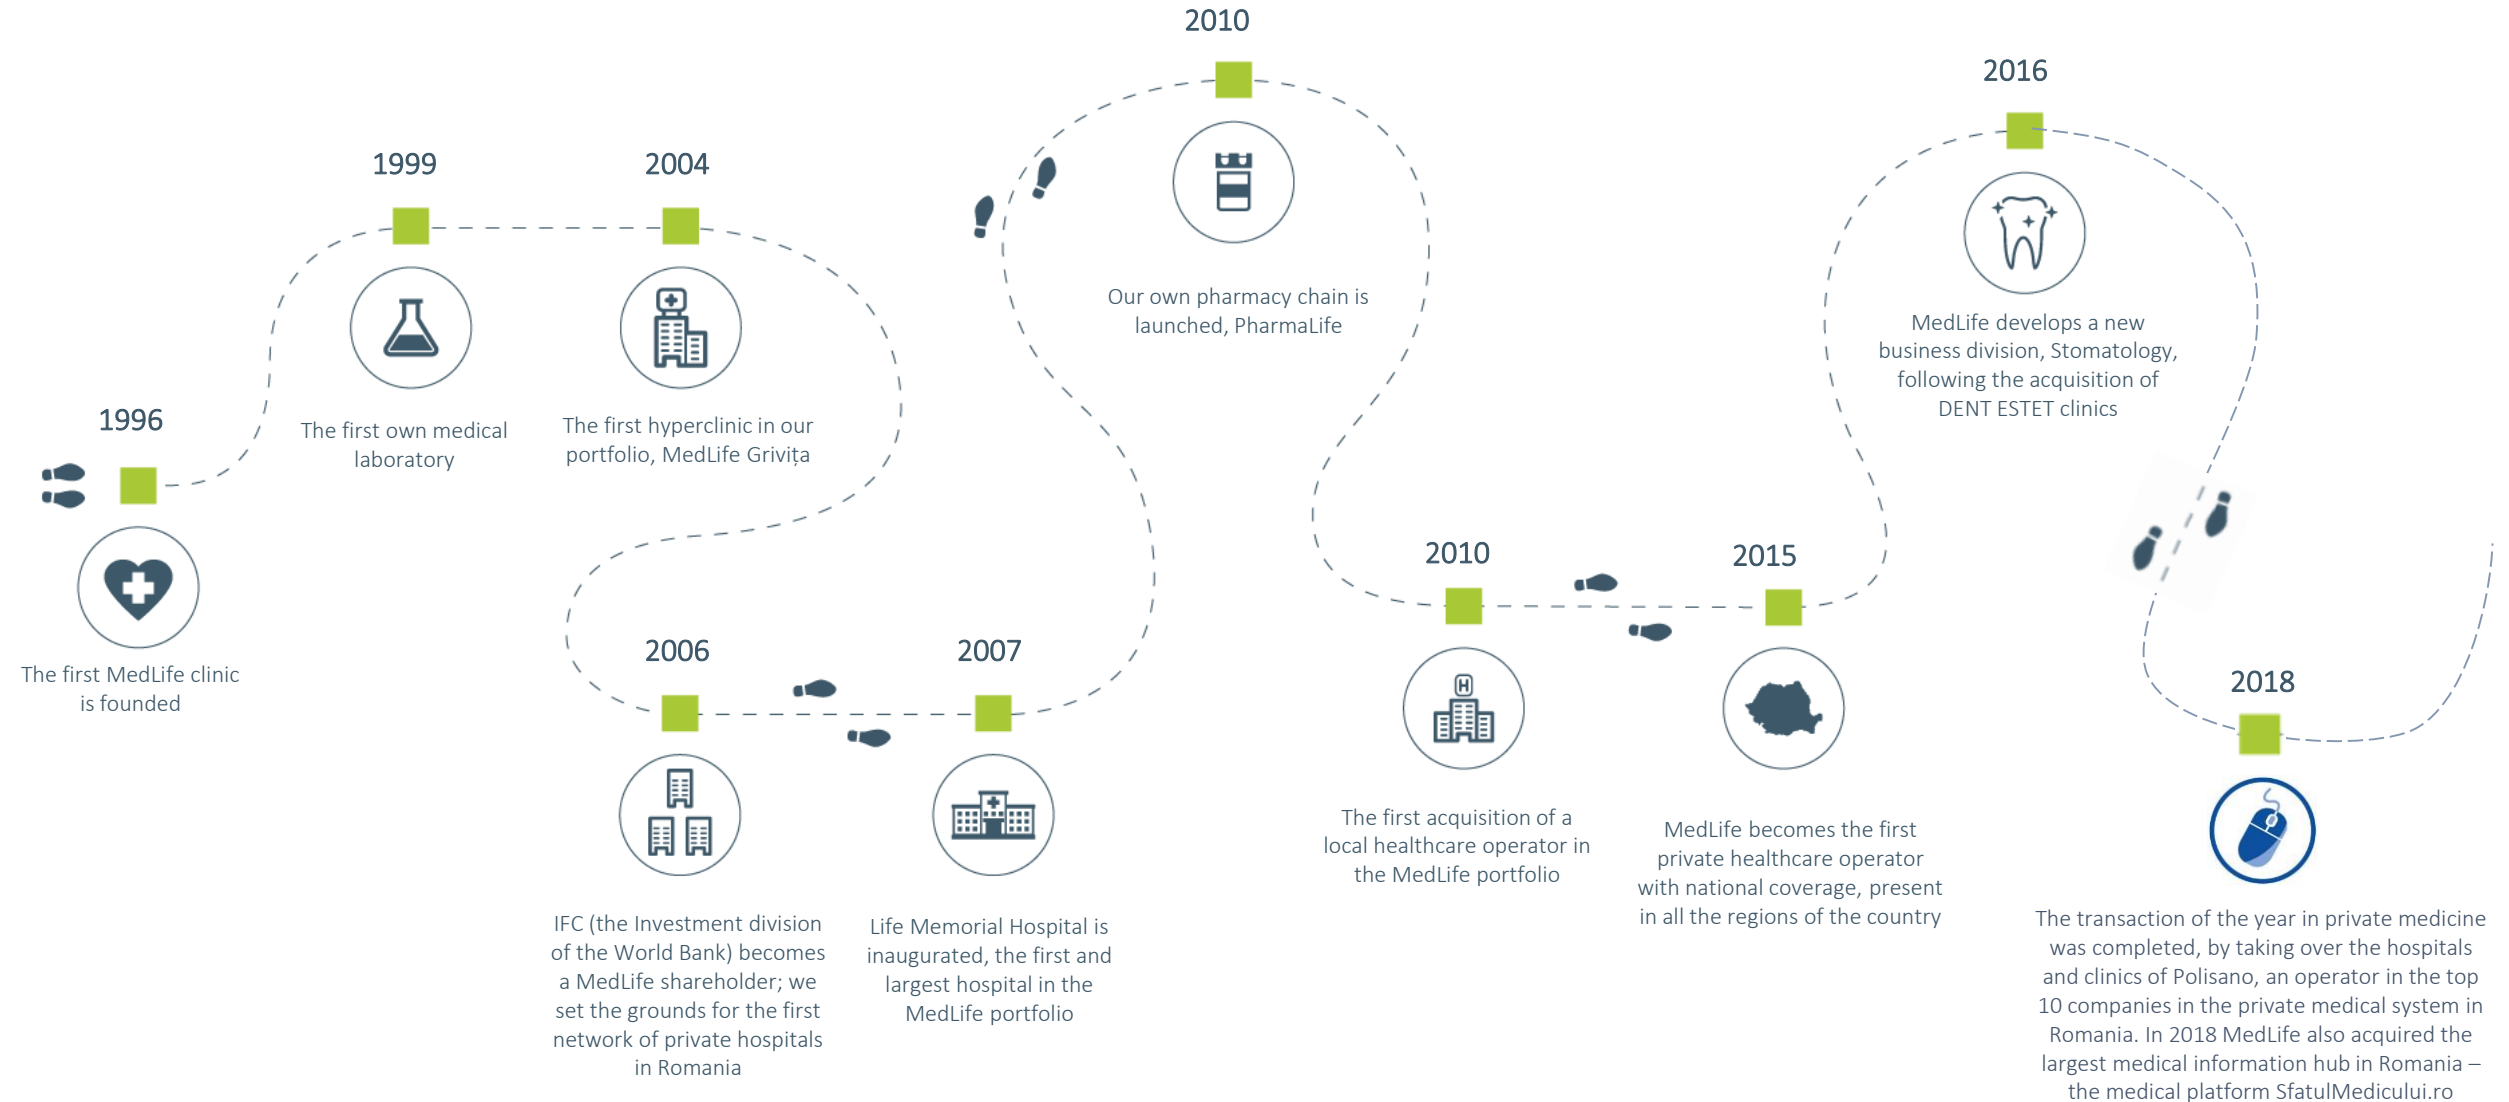 1996
The first MedLife clinic
is founded
1999
The first own medical
laboratory
2004
The first hyperclinic in our
portfolio, MedLife Grivița
2006
IFC (the Investment division
of the World Bank) becomes
a MedLife shareholder; we
set the grounds for the first
network of private hospitals
in Romania
2007
Life Memorial Hospital is
inaugurated, the first and
largest hospital in the
MedLife portfolio
2010
Our own pharmacy chain is
launched, PharmaLife
2010
H
The first acquisition of a
local healthcare operator in
the MedLife portfolio
2015
MedLife becomes the first
private healthcare operator
with national coverage, present
in all the regions of the country
2016
MedLife develops a new
business division, Stomatology,
following the acquisition of
DENT ESTET clinics
2018
The transaction of the year in private medicine
was completed, by taking over the hospitals
and clinics of Polisano, an operator in the top
10 companies in the private medical system in
Romania. In 2018 MedLife also acquired the
largest medical information hub in Romania –
the medical platform SfatulMedicului.ro